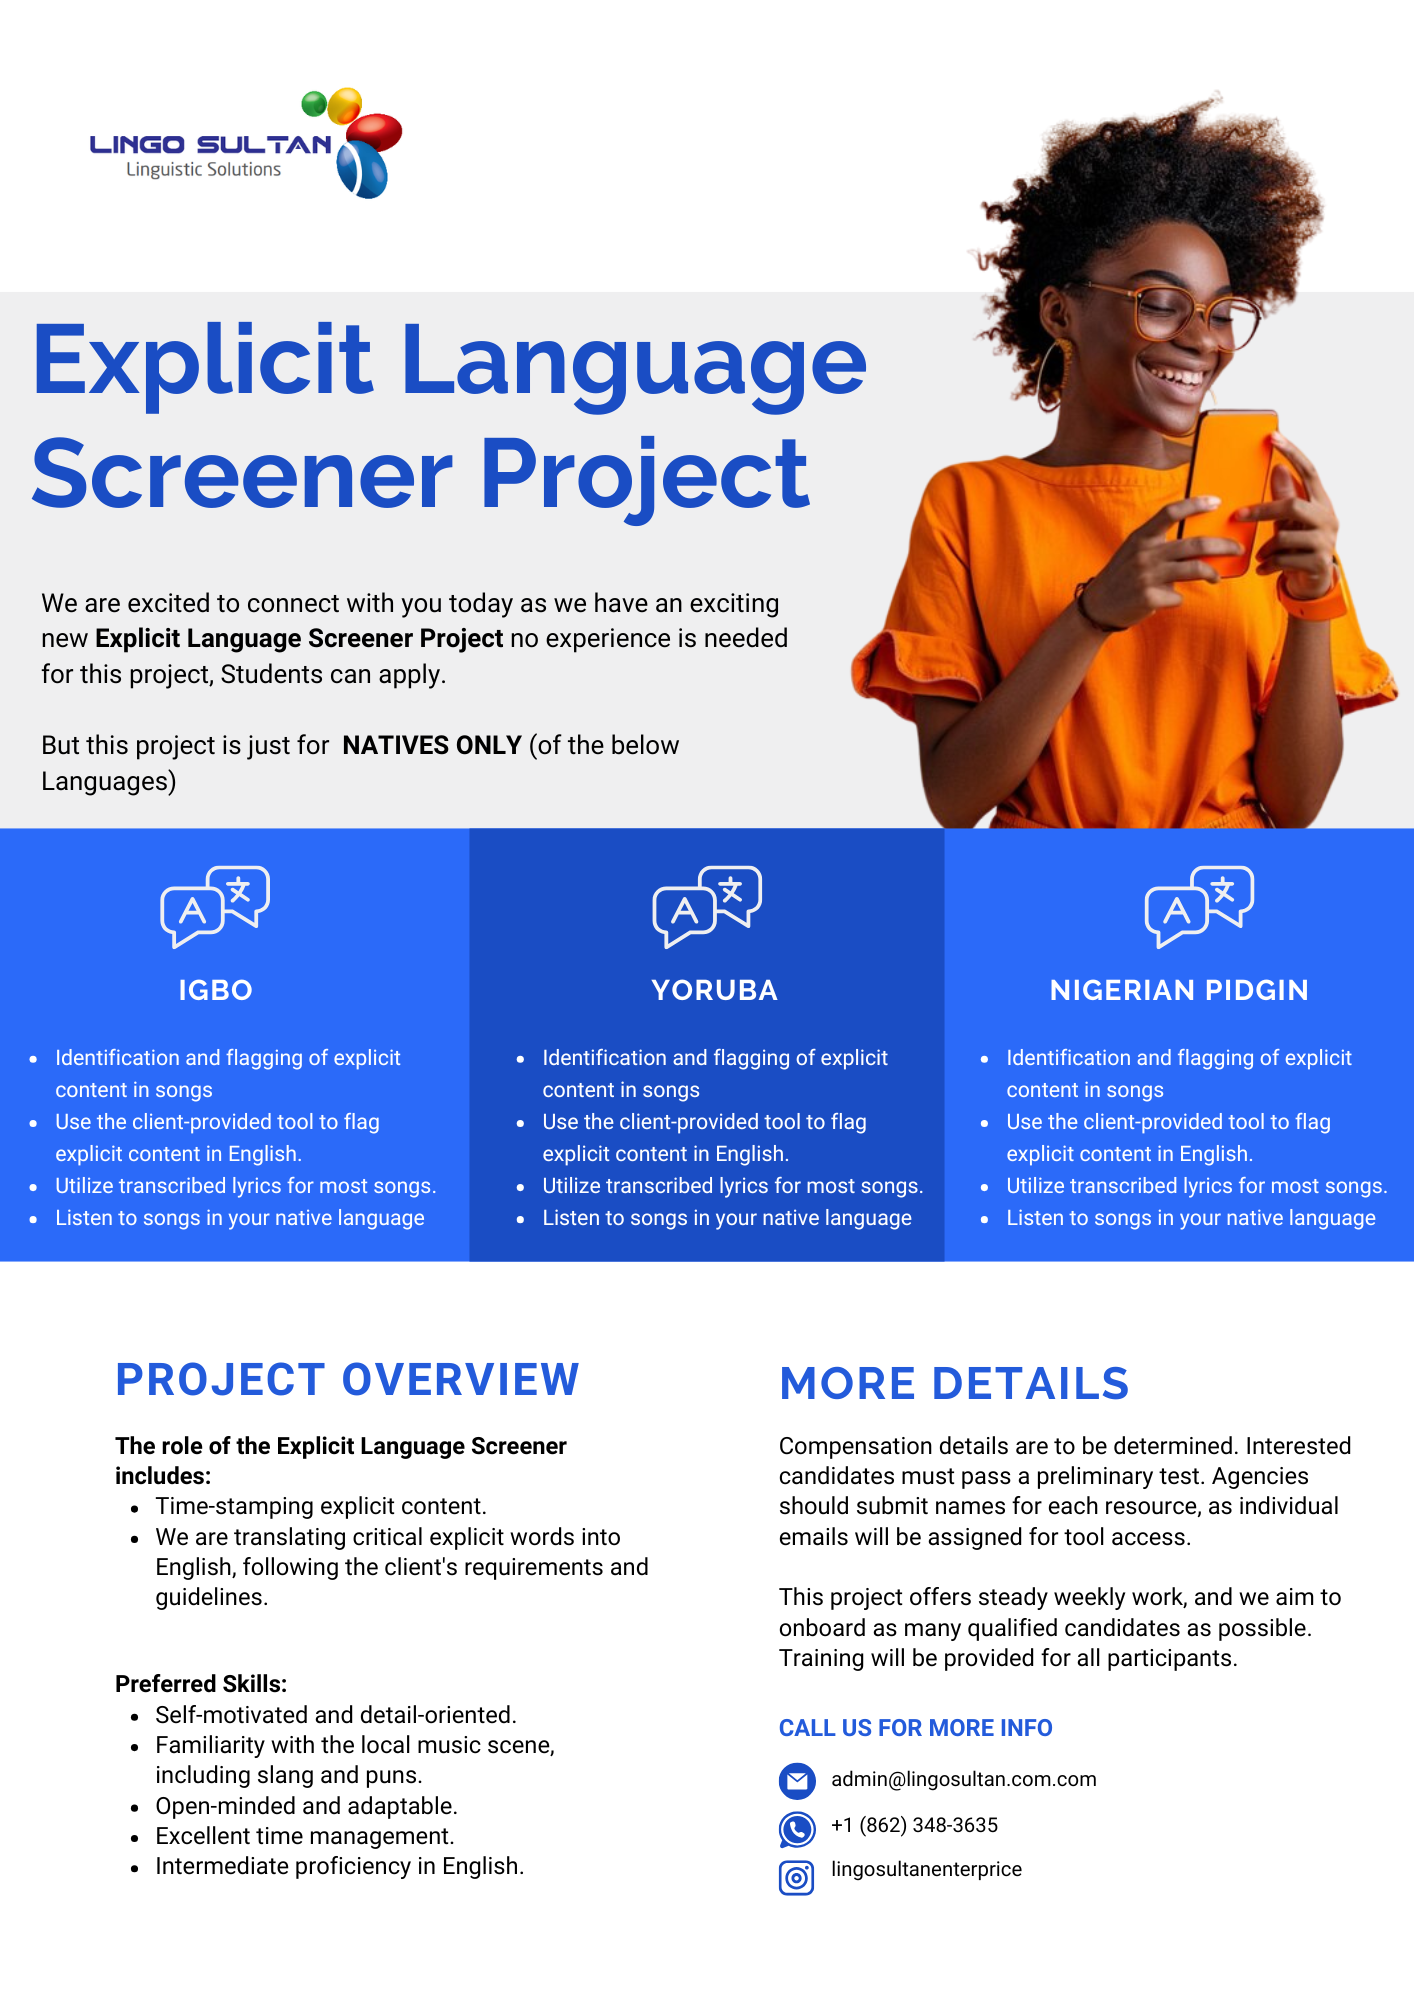 LINGO SULTAN
Linguistic Solutions
Explicit Language
Screener Project
We are excited to connect with you today as we have an exciting
new Explicit Language Screener Project no experience is needed
for this project, Students can apply.
But this project is just for NATIVES ONLY (of the below
Languages)
A 文
IGBO
Identification and flagging of explicit
content in songs
Use the client-provided tool to flag
explicit content in English.
Utilize transcribed lyrics for most songs.
Listen to songs in your native language
A 文
YORUBA
Identification and flagging of explicit
content in songs
Use the client-provided tool to flag
explicit content in English.
Utilize transcribed lyrics for most songs.
Listen to songs in your native language
A 文
NIGERIAN PIDGIN
Identification and flagging of explicit
content in songs
Use the client-provided tool to flag
explicit content in English.
Utilize transcribed lyrics for most songs.
Listen to songs in your native language
PROJECT OVERVIEW
The role of the Explicit Language Screener
includes:
Time-stamping explicit content.
We are translating critical explicit words into
English, following the client's requirements and
guidelines.
Preferred Skills:
Self-motivated and detail-oriented.
Familiarity with the local music scene,
including slang and puns.
Open-minded and adaptable.
Excellent time management.
Intermediate proficiency in English.
MORE DETAILS
Compensation details are to be determined. Interested
candidates must pass a preliminary test. Agencies
should submit names for each resource, as individual
emails will be assigned for tool access.
This project offers steady weekly work, and we aim to
onboard as many qualified candidates as possible.
Training will be provided for all participants.
CALL US FOR MORE INFO
admin@lingosultan.com.com
+1 (862) 348-3635
lingosultanenterprice